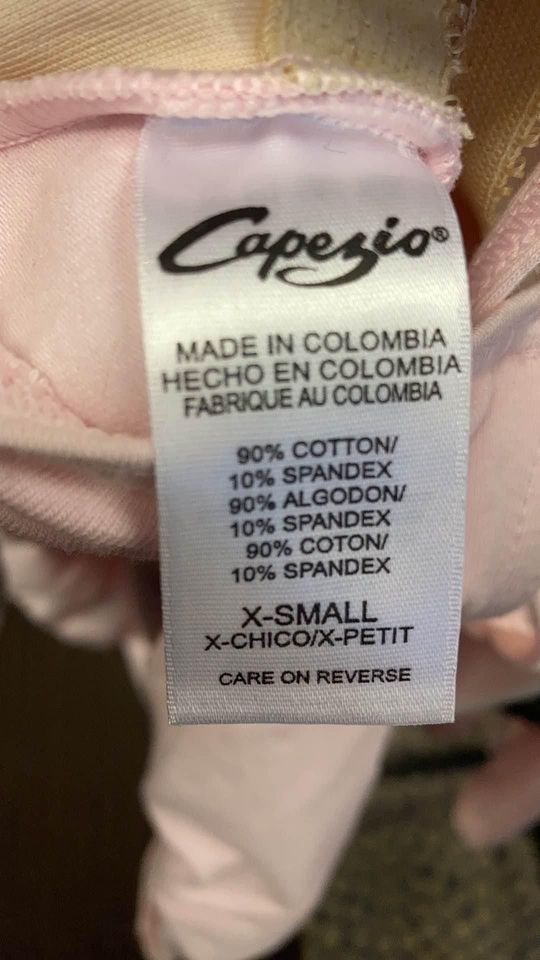 Capezio®
MADE IN COLOMBIA
HECHO EN COLOMBIA
FABRIQUE AU COLOMBIA
90% COTTON/
10% SPANDEX
90% ALGODON/
10% SPANDEX
90% COTON/
10% SPANDEX
X-SMALL
X-CHICO/X-PETIT
CARE ON REVERSE